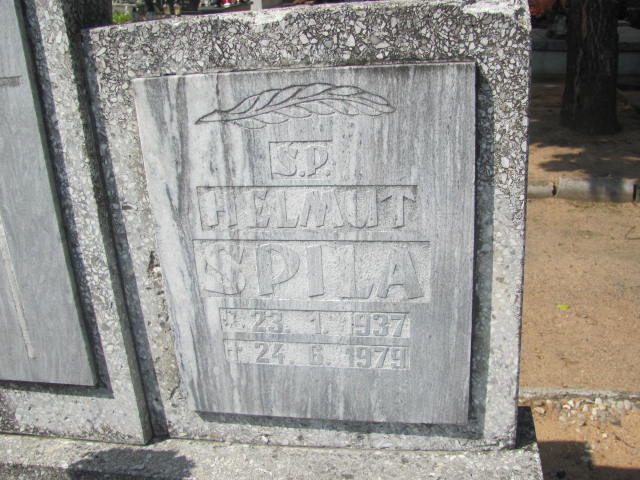 S.P.
HELMUT
SPILA
* 23. 1. 1937
+ 24. 6. 1979